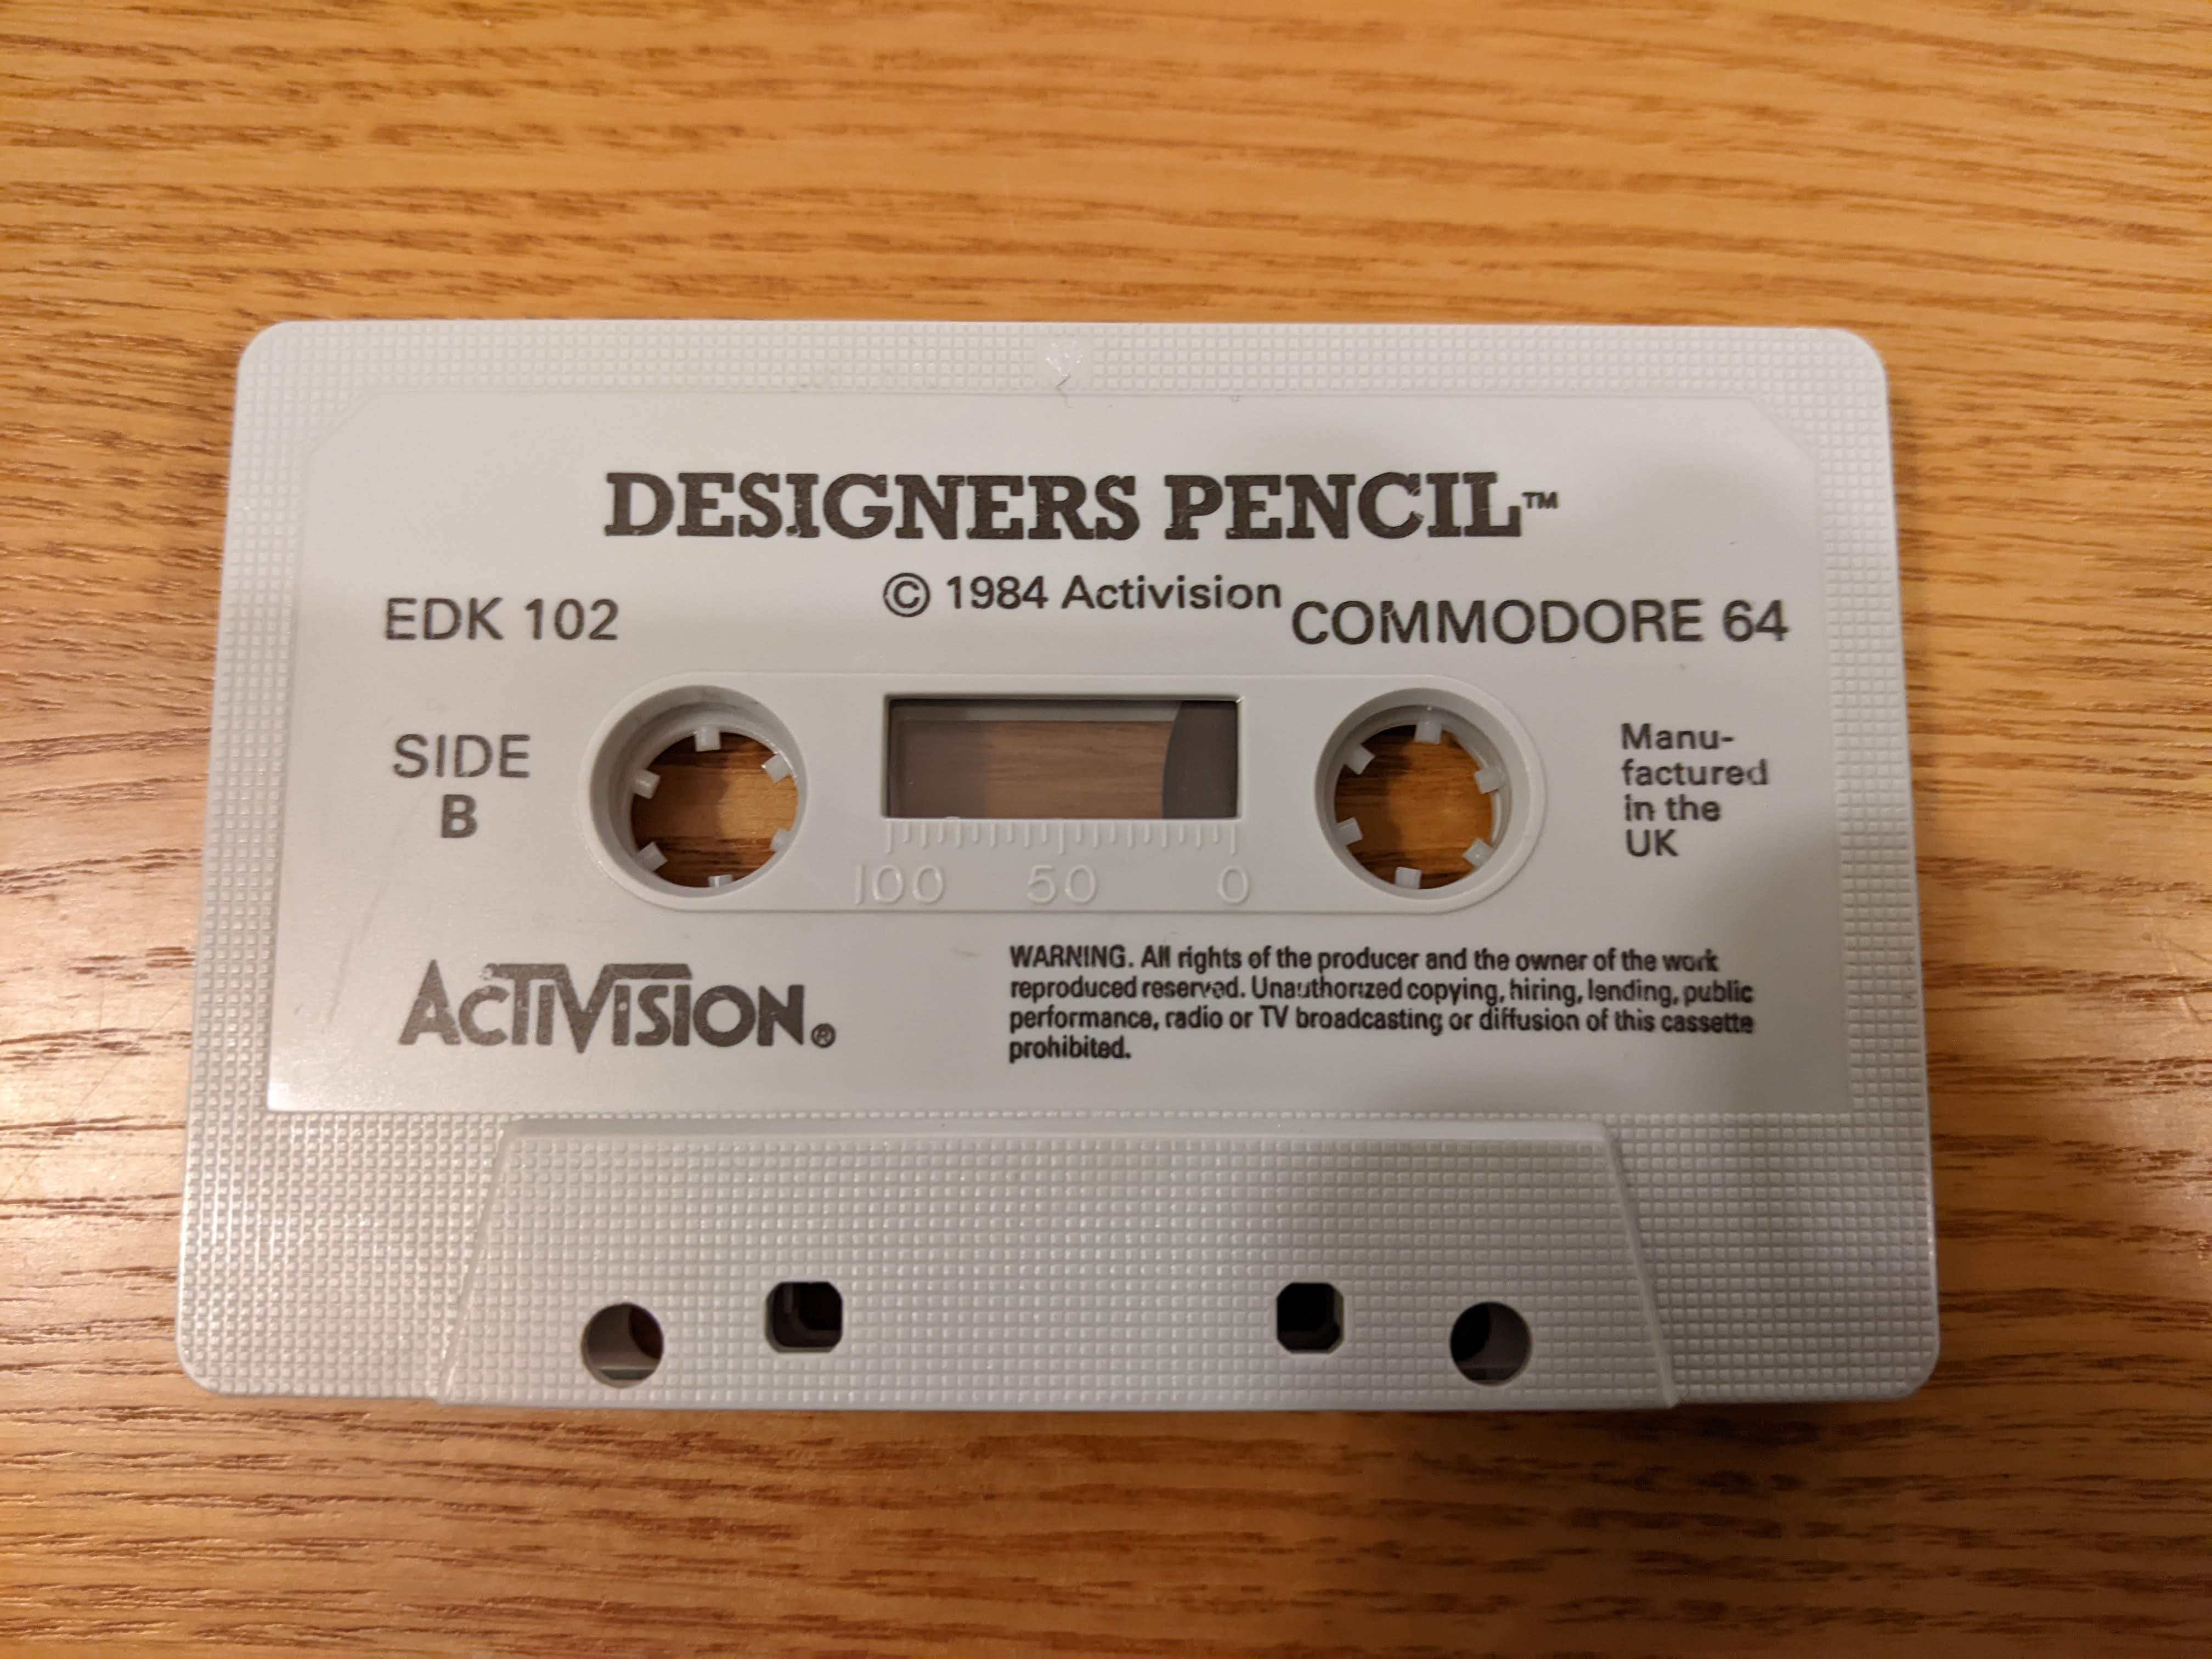 DESIGNERS PENCIL™
© 1984 Activision
EDK 102
COMMODORE 64
SIDE
B
Manu-
factured
in the
UK
100 50 0
ACTIVISION®
WARNING. All rights of the producer and the owner of the work
reproduced reserved. Unauthorized copying, hiring, lending, public
performance, radio or TV broadcasting or diffusion of this cassette
prohibited.